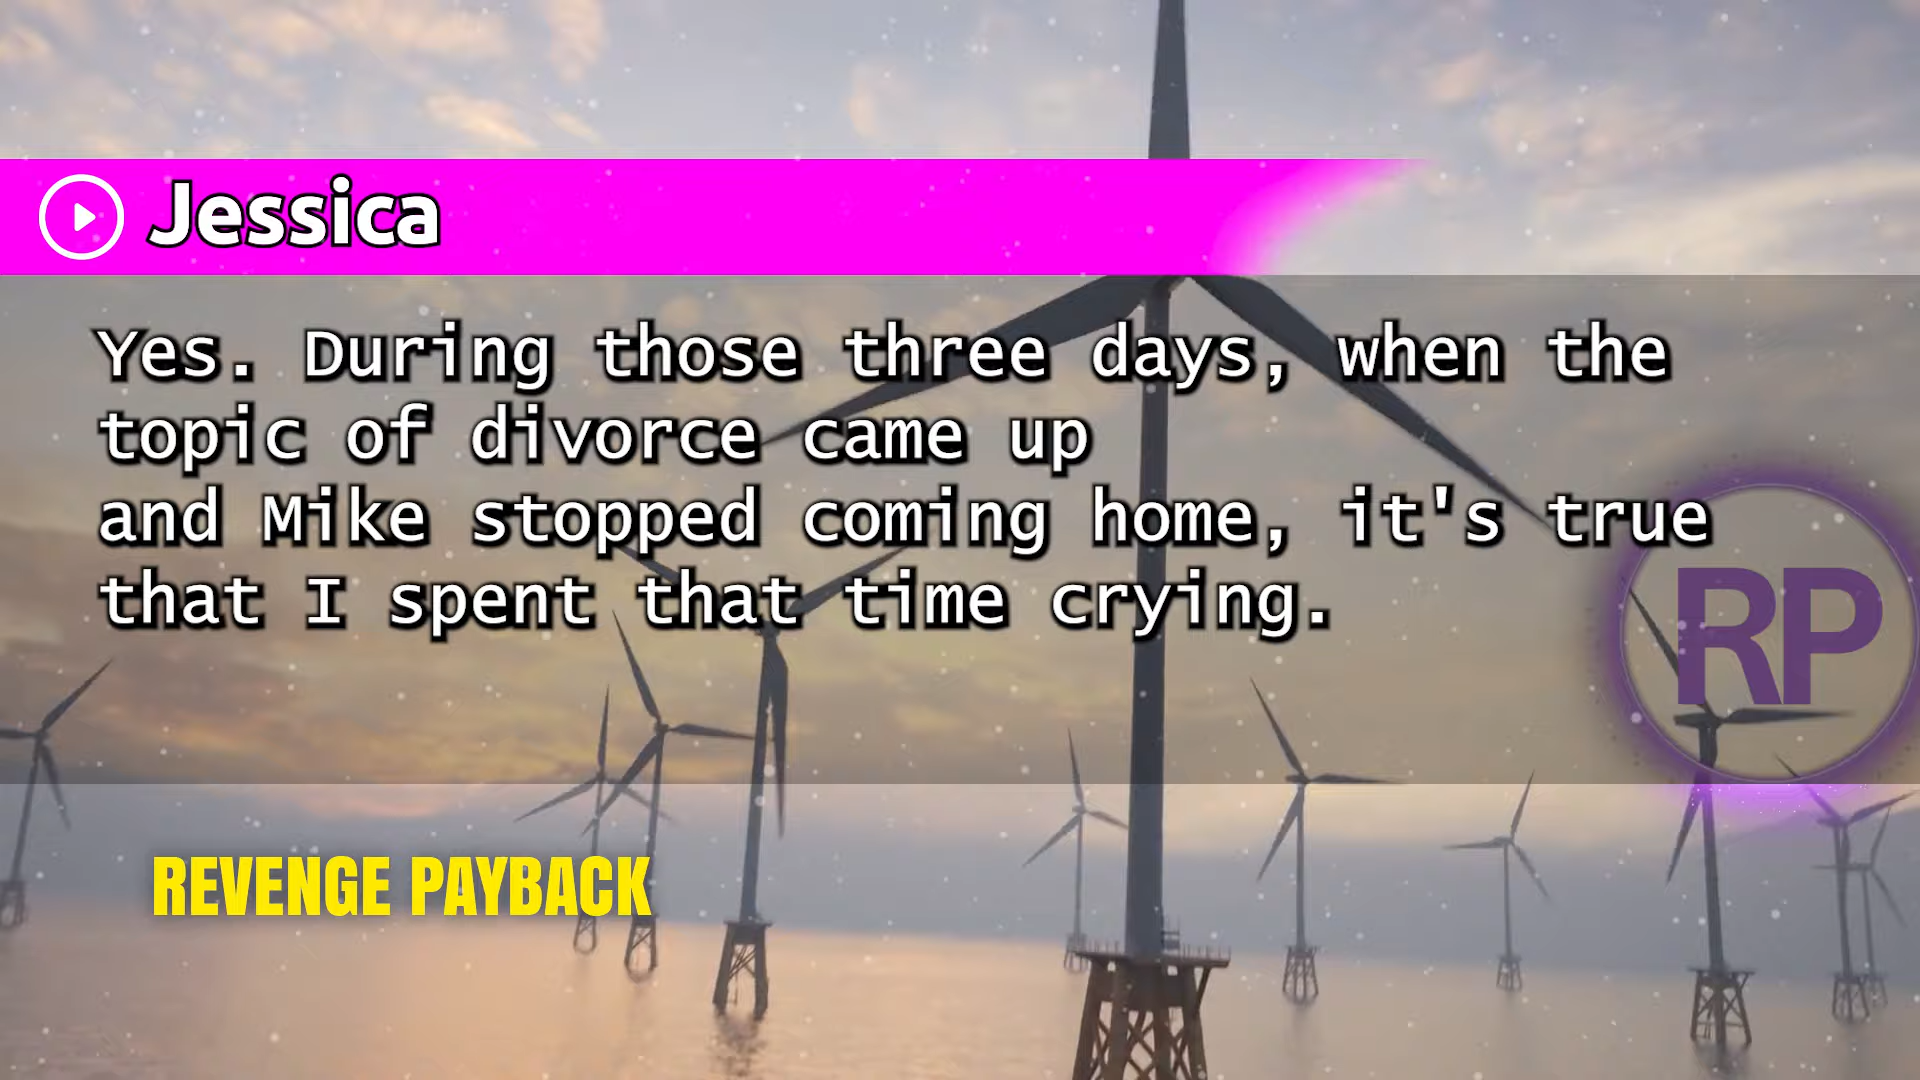 Jessica
Yes. During those three days, when the
topic of divorce came up
and Mike stopped coming home, it's true
that I spent that time crying.
RP
REVENGE PAYBACK